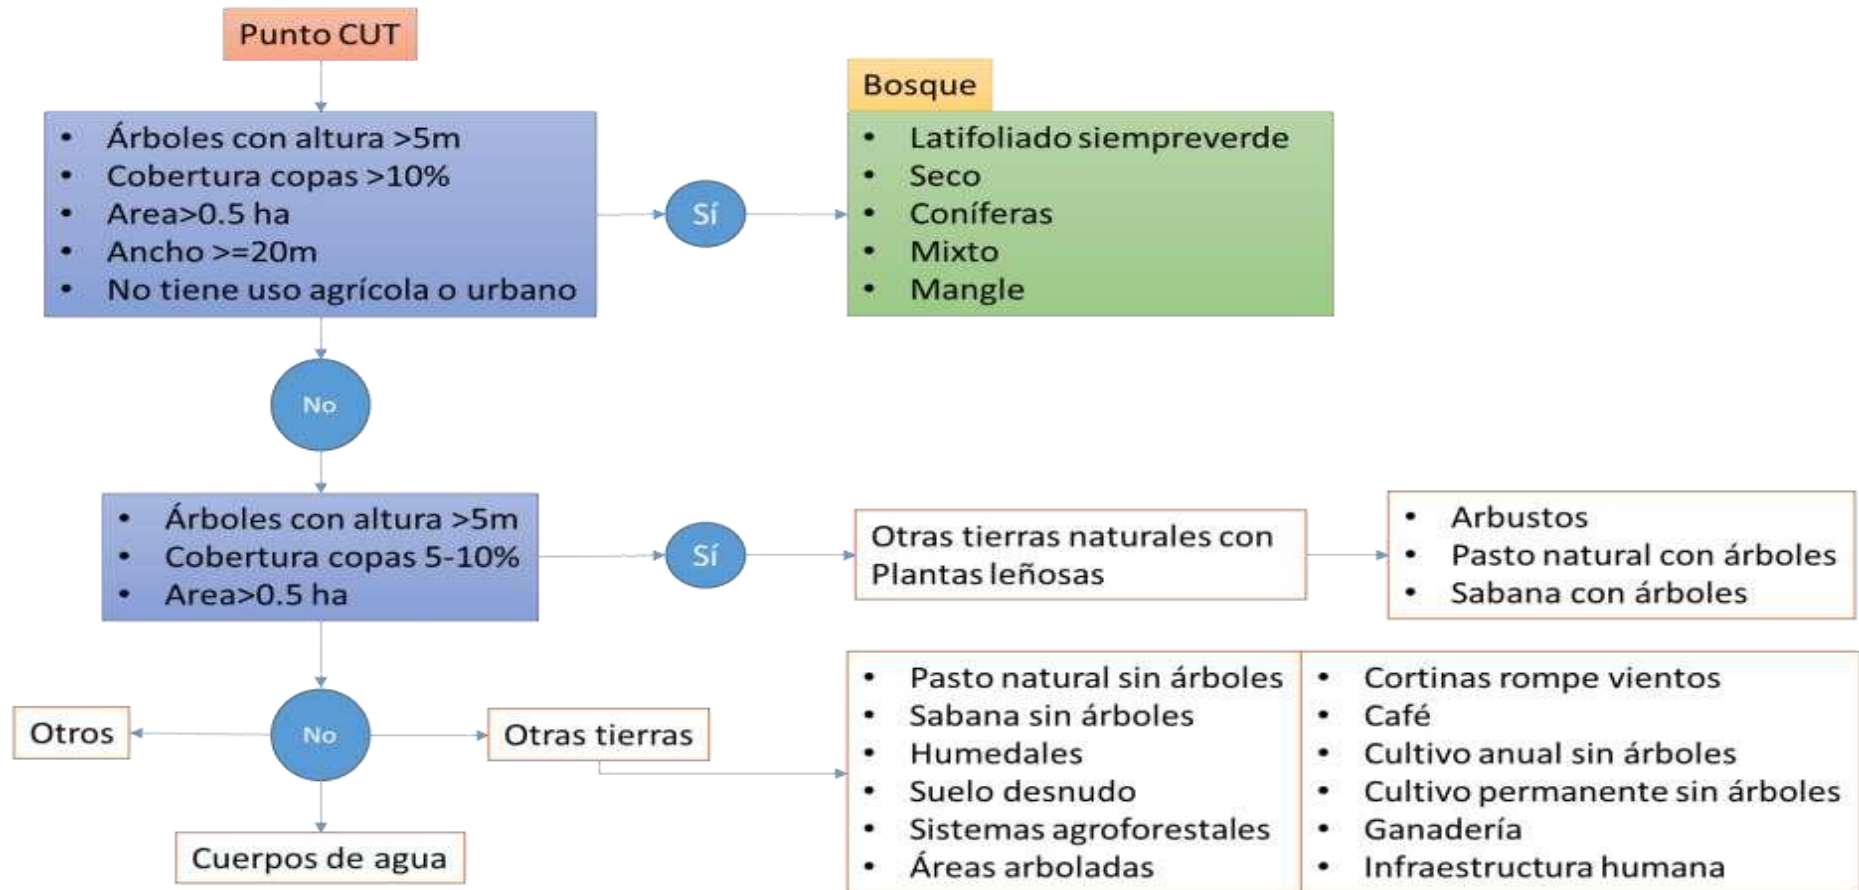 Punto CUT
• Árboles con altura >5m
• Cobertura copas >10%
• Area>0.5 ha
• Ancho >=20m
• No tiene uso agrícola o urbano
Sí
Bosque
• Latifoliado siempreverde
• Seco
• Coníferas
• Mixto
• Mangle
No
• Árboles con altura >5m
• Cobertura copas 5-10%
• Area>0.5 ha
Sí
Otras tierras naturales con
Plantas leñosas
• Arbustos
• Pasto natural con árboles
• Sabana con árboles
Otros
No
Otras tierras
• Pasto natural sin árboles
• Sabana sin árboles
• Humedales
• Suelo desnudo
• Sistemas agroforestales
• Áreas arboladas
• Cortinas rompe vientos
• Café
• Cultivo anual sin árboles
• Cultivo permanente sin árboles
• Ganadería
• Infraestructura humana
Cuerpos de agua